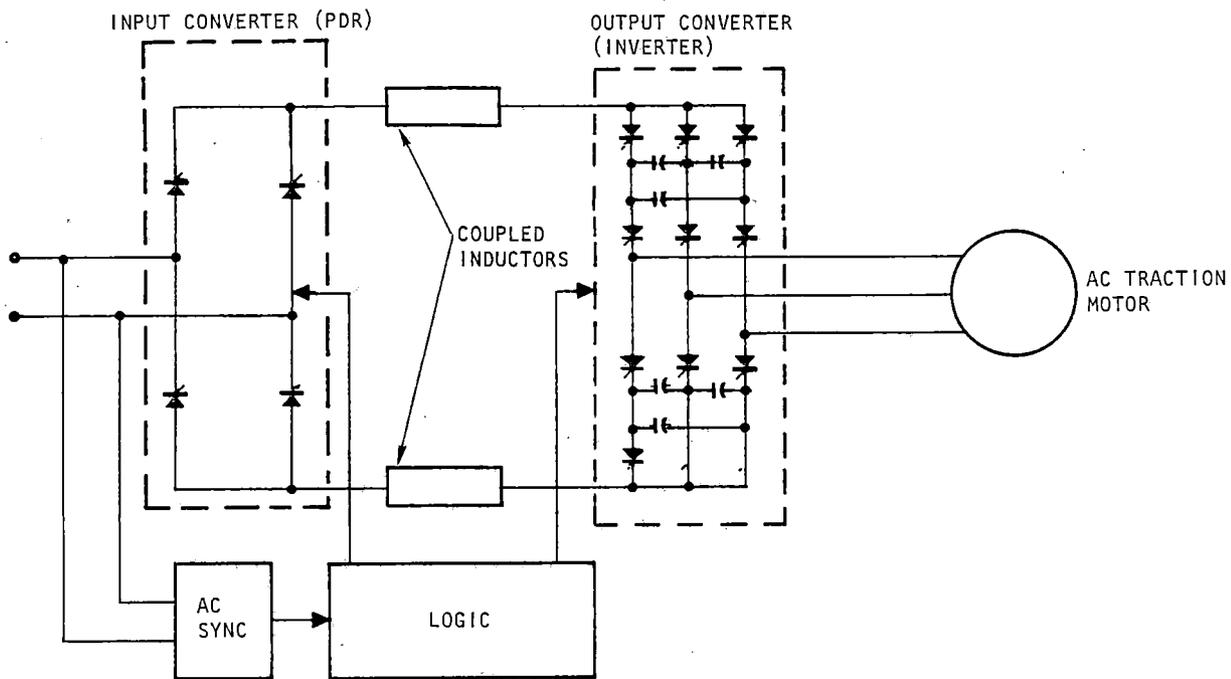 INPUT CONVERTER (PDR)
OUTPUT CONVERTER
(INVERTER)
COUPLED
INDUCTORS
AC TRACTION
MOTOR
AC
SYNC
LOGIC